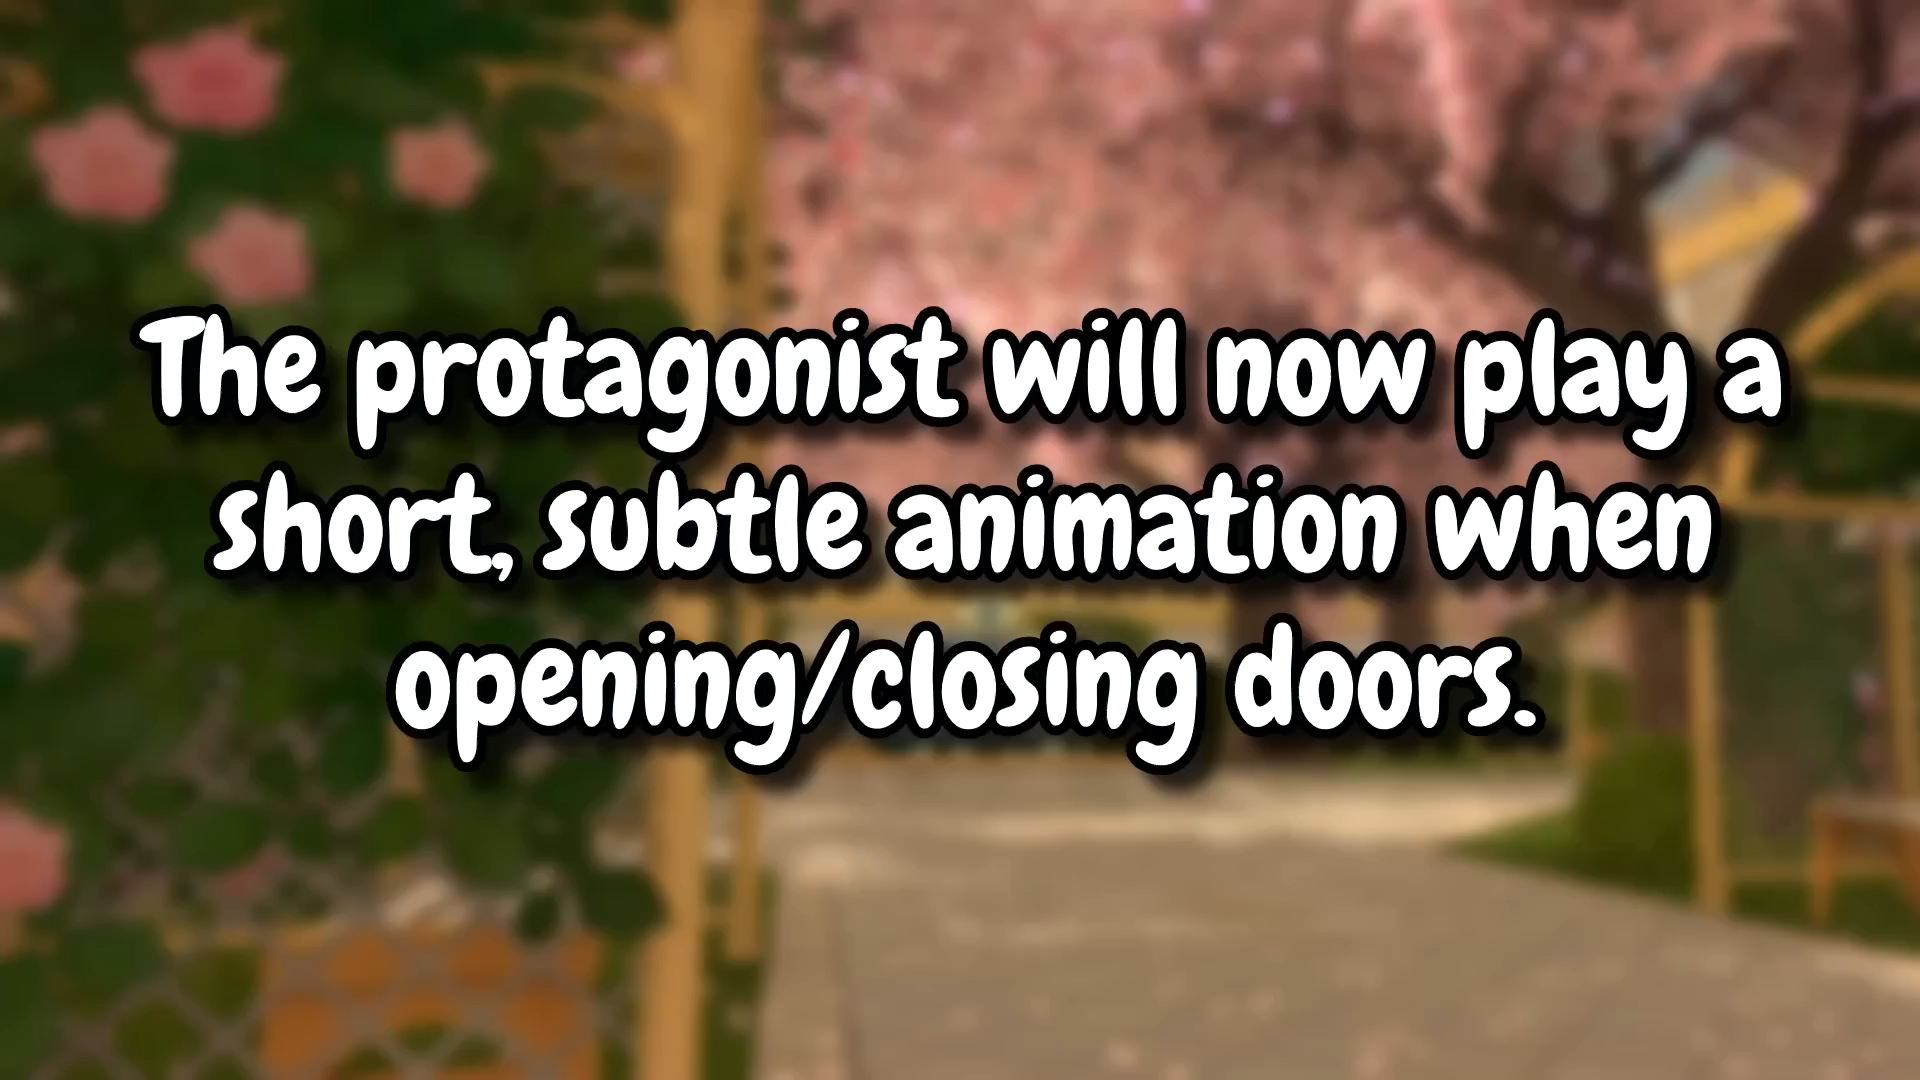 The protagonist will now play a
short, subtle animation when
opening/closing doors.